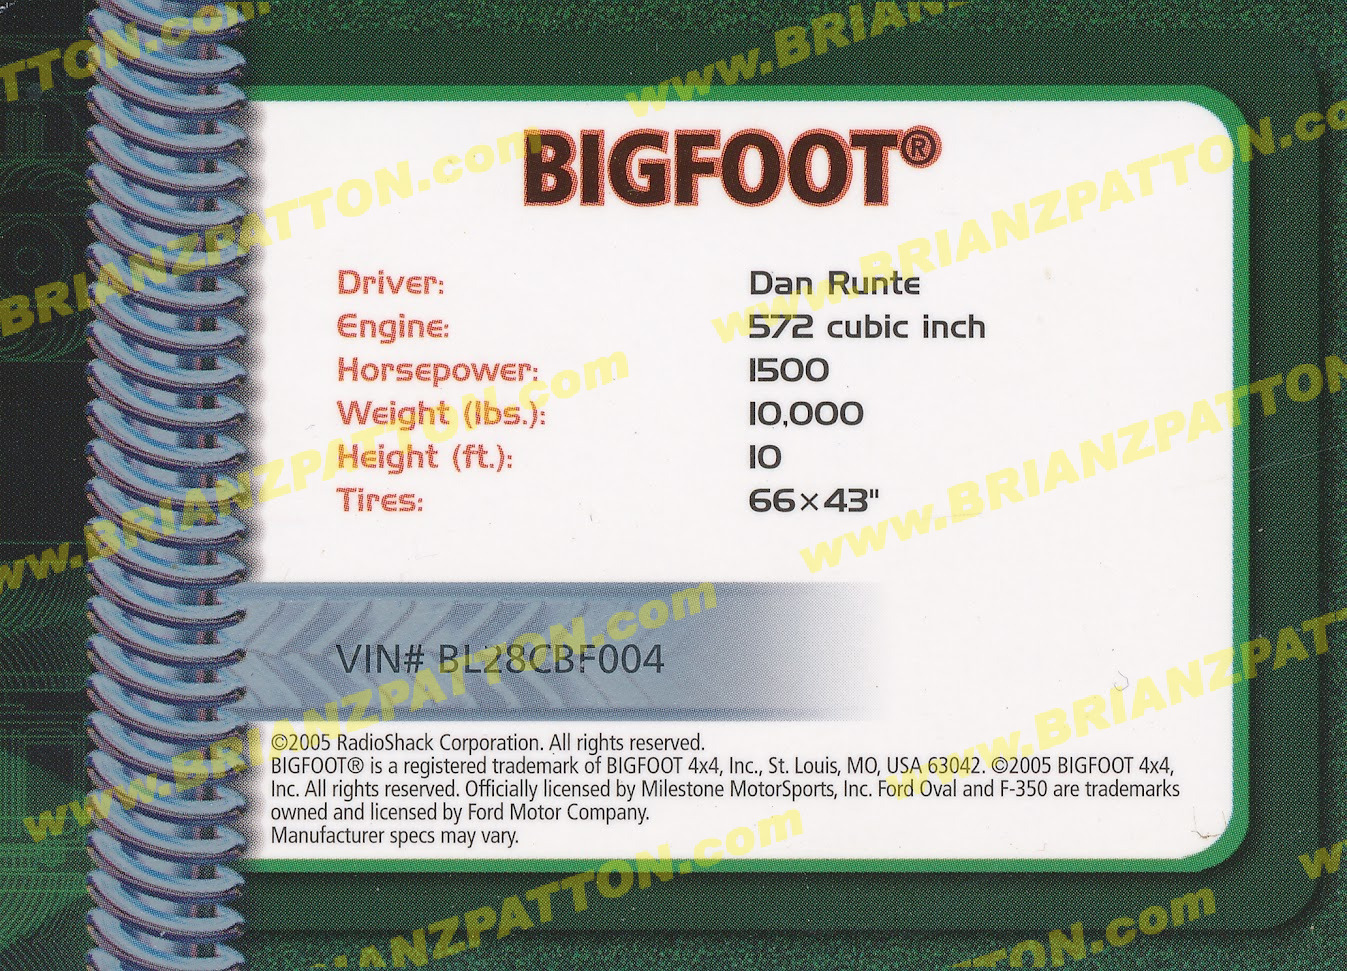 BIGFOOT®
Driver: Dan Runte
Engine: 572 cubic inch
Horsepower: 1500
Weight (lbs.): 10,000
Height (ft.): 10
Tires: 66×43"
VIN# BL28CBF004
©2005 RadioShack Corporation. All rights reserved.
BIGFOOT® is a registered trademark of BIGFOOT 4x4, Inc., St. Louis, MO, USA 63042. ©2005 BIGFOOT 4x4,
Inc. All rights reserved. Officially licensed by Milestone MotorSports, Inc. Ford Oval and F-350 are trademarks
owned and licensed by Ford Motor Company.
Manufacturer specs may vary.
www.BRIANZPATTON.com